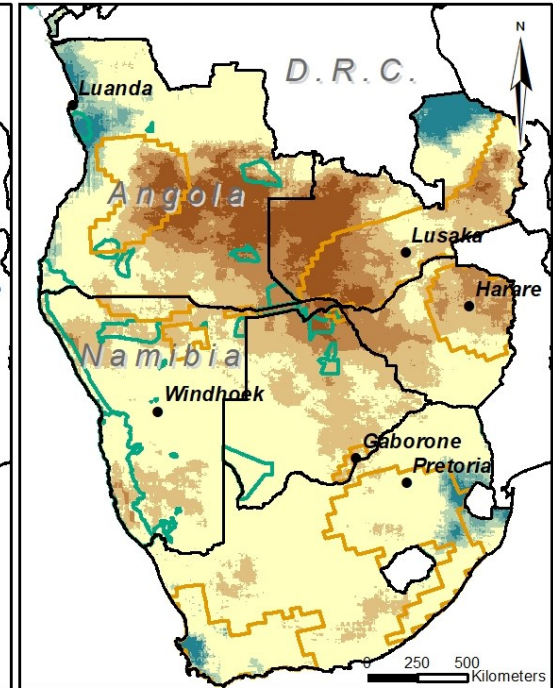 N
D.R.C.
Luanda
Angola
Lusaka
Harare
Namibia
Windhoek
Gaborone
Pretoria
0 250 500
Kilometers